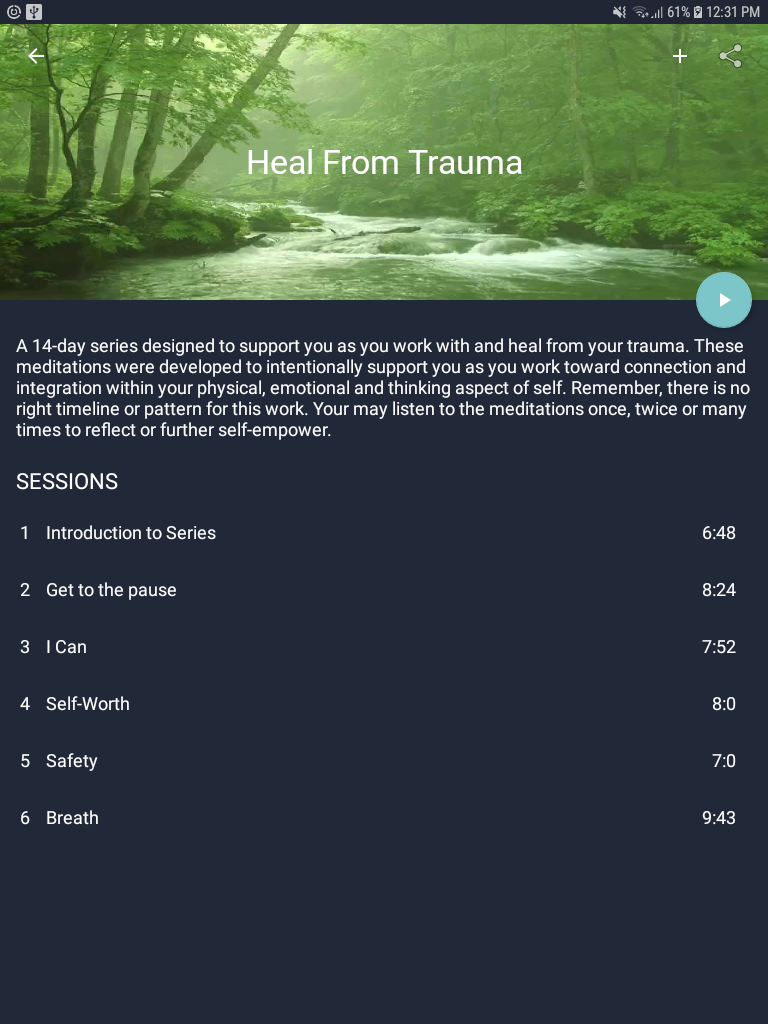 61% 12:31 PM
Heal From Trauma
A 14-day series designed to support you as you work with and heal from your trauma. These
meditations were developed to intentionally support you as you work toward connection and
integration within your physical, emotional and thinking aspect of self. Remember, there is no
right timeline or pattern for this work. Your may listen to the meditations once, twice or many
times to reflect or further self-empower.
SESSIONS
1 Introduction to Series 6:48
2 Get to the pause 8:24
3 I Can 7:52
4 Self-Worth 8:0
5 Safety 7:0
6 Breath 9:43